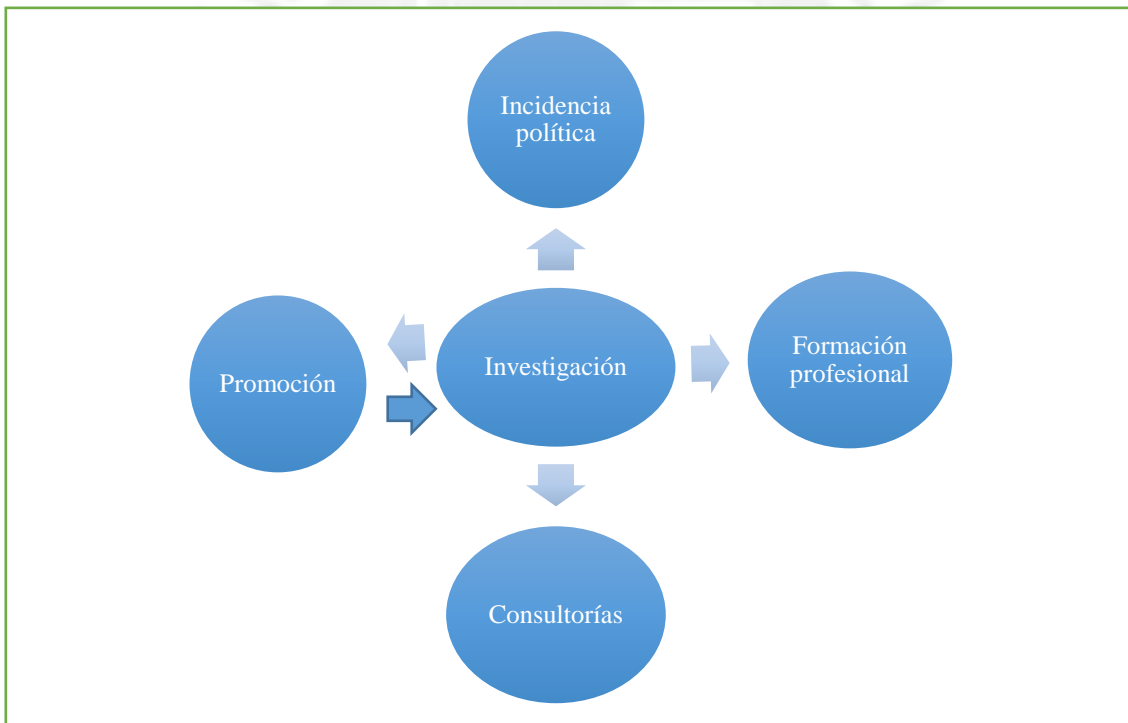 Incidencia
política
Promoción
Investigación
Formación
profesional
Consultorías